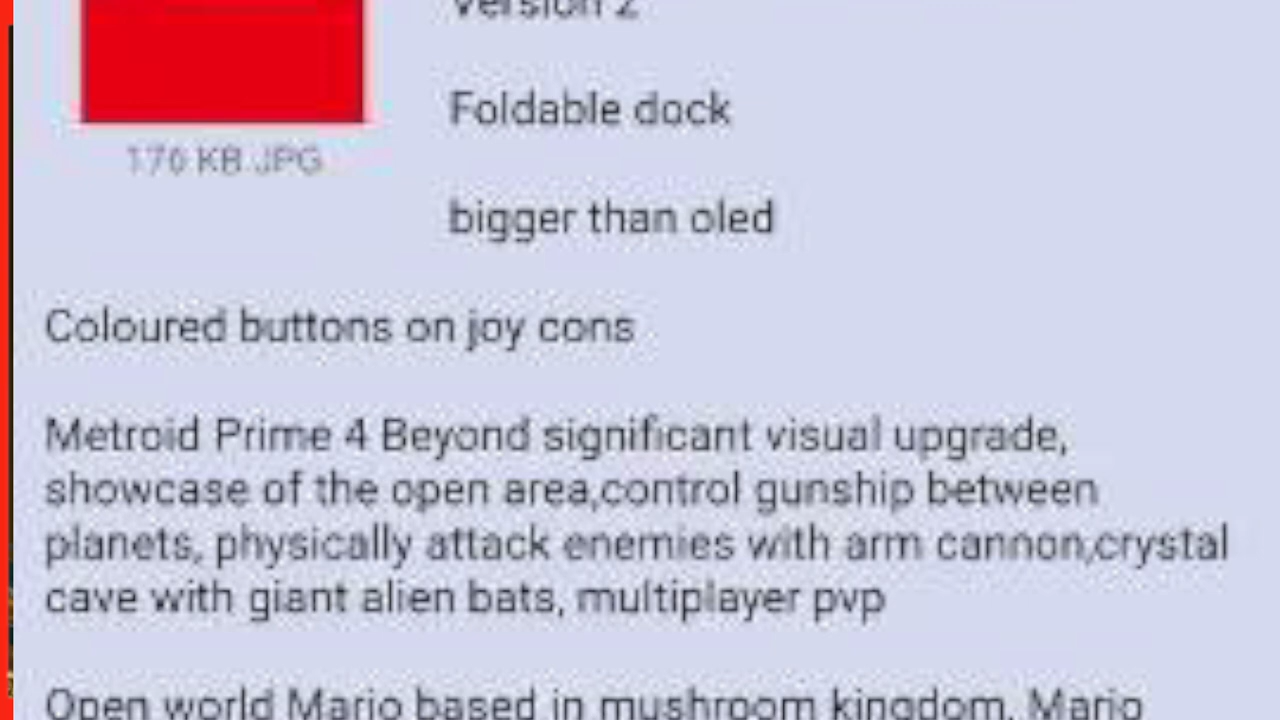 Version 2
Foldable dock
170 KB JPG
bigger than oled
Coloured buttons on joy cons
Metroid Prime 4 Beyond significant visual upgrade,
showcase of the open area,control gunship between
planets, physically attack enemies with arm cannon,crystal
cave with giant alien bats, multiplayer pvp
Open world Mario based in mushroom kingdom. Mario